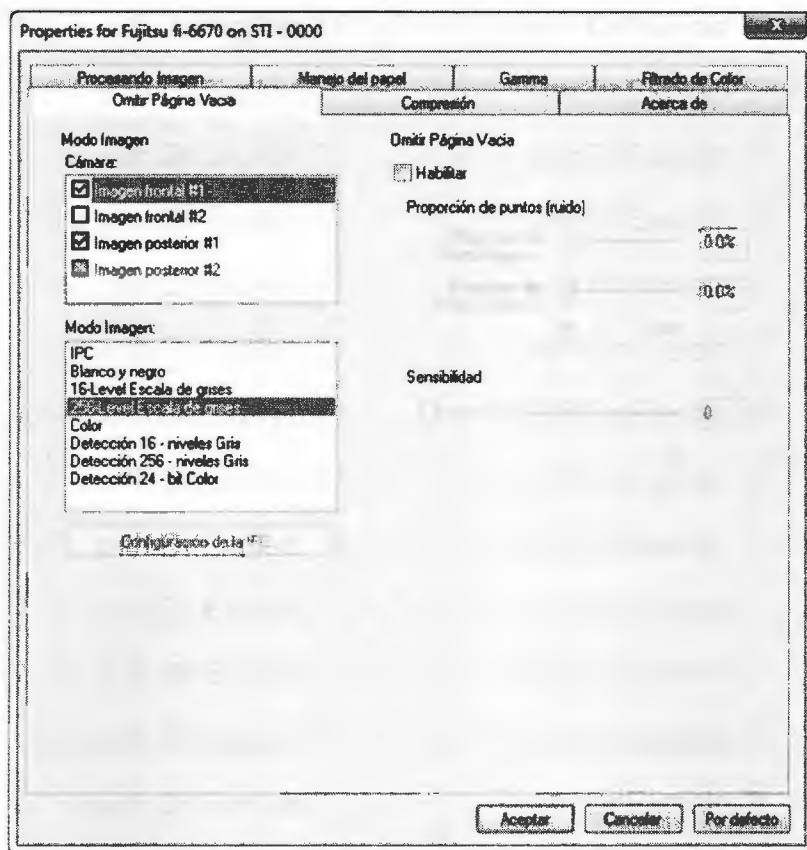 Properties for Fujitsu fi-6670 on STI - 0000
Procesando Imagen
Manejo del papel
Gamma
Filtrado de Color
Omitir Página Vacia
Compresión
Acerca de
Modo Imagen
Cámara:
Imagen frontal #1
Imagen frontal #2
Imagen posterior #1
Imagen posterior #2
Modo Imagen:
IPC
Blanco y negro
16-Level Escala de grises
256-Level Escala de grises
Color
Detección 16 - niveles Gris
Detección 256 - niveles Gris
Detección 24 - bit Color
Configuración de la
Omitir Página Vacia
Habilitar
Proporción de puntos (ruido)
0.0%
0.0%
Sensibilidad
0
Aceptar
Cancelar
Por defecto